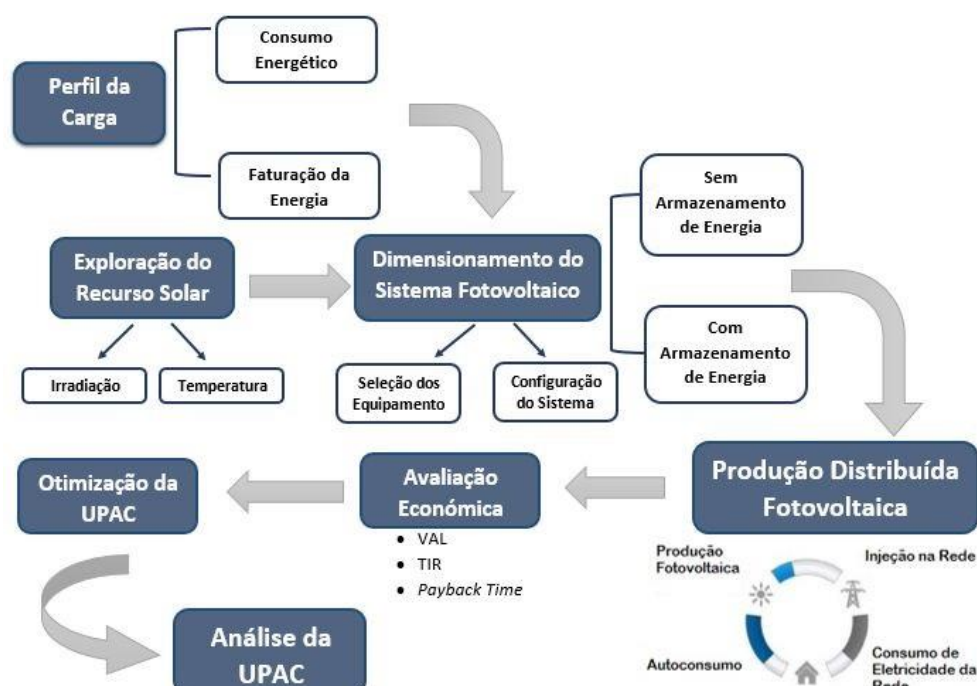 Consumo
Energético
Perfil da
Carga
Faturação da
Energia
Sem
Armazenamento
de Energia
Exploração do
Recurso Solar
Dimensionamento do
Sistema Fotovoltaico
Com
Armazenamento
de Energia
Irradiação
Temperatura
Seleção dos
Equipamento
Configuração
do Sistema
Otimização da
UPAC
Avaliação
Económica
• VAL
• TIR
• Payback Time
Produção Distribuída
Fotovoltaica
Produção
Fotovoltaica
Injeção na Rede
Autoconsumo
Consumo de
Eletricidade da
Rede
Análise da
UPAC